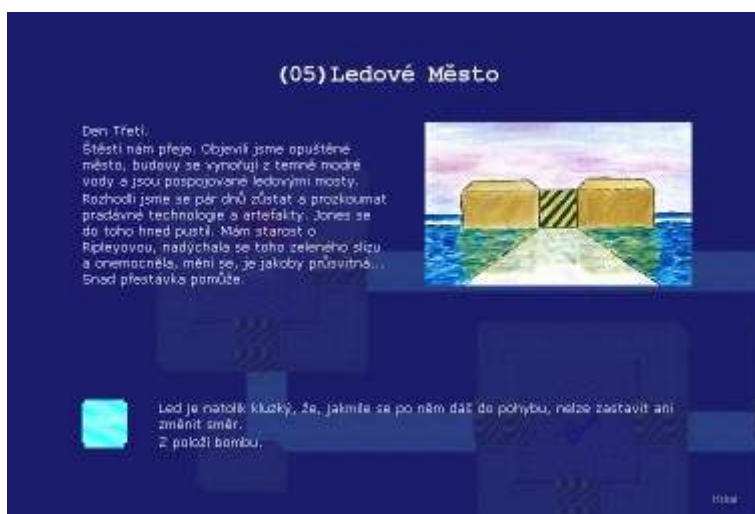 (05)Ledové Město
Den Třetí.
Štěstí nám přeje. Objevili jsme opuštěné
město, budovy se vynořují z temné modré
vody a jsou pospojované ledovými mosty.
Rozhodli jsme se pár dnů zůstat a prozkoumat
pradávné technologie a artefakty. Jones se
do toho hned pustil. Mám starost o
Ripleyovou, nadýchala se toho zeleného slizu
a onemocněla, mění se, je jakoby průsvitná...
Snad přestávka pomůže.
Led je natolik kluzký, že, jakmile se po něm dáš do pohybu, nelze zastavit ani
změnit směr.
Z položí bombu.